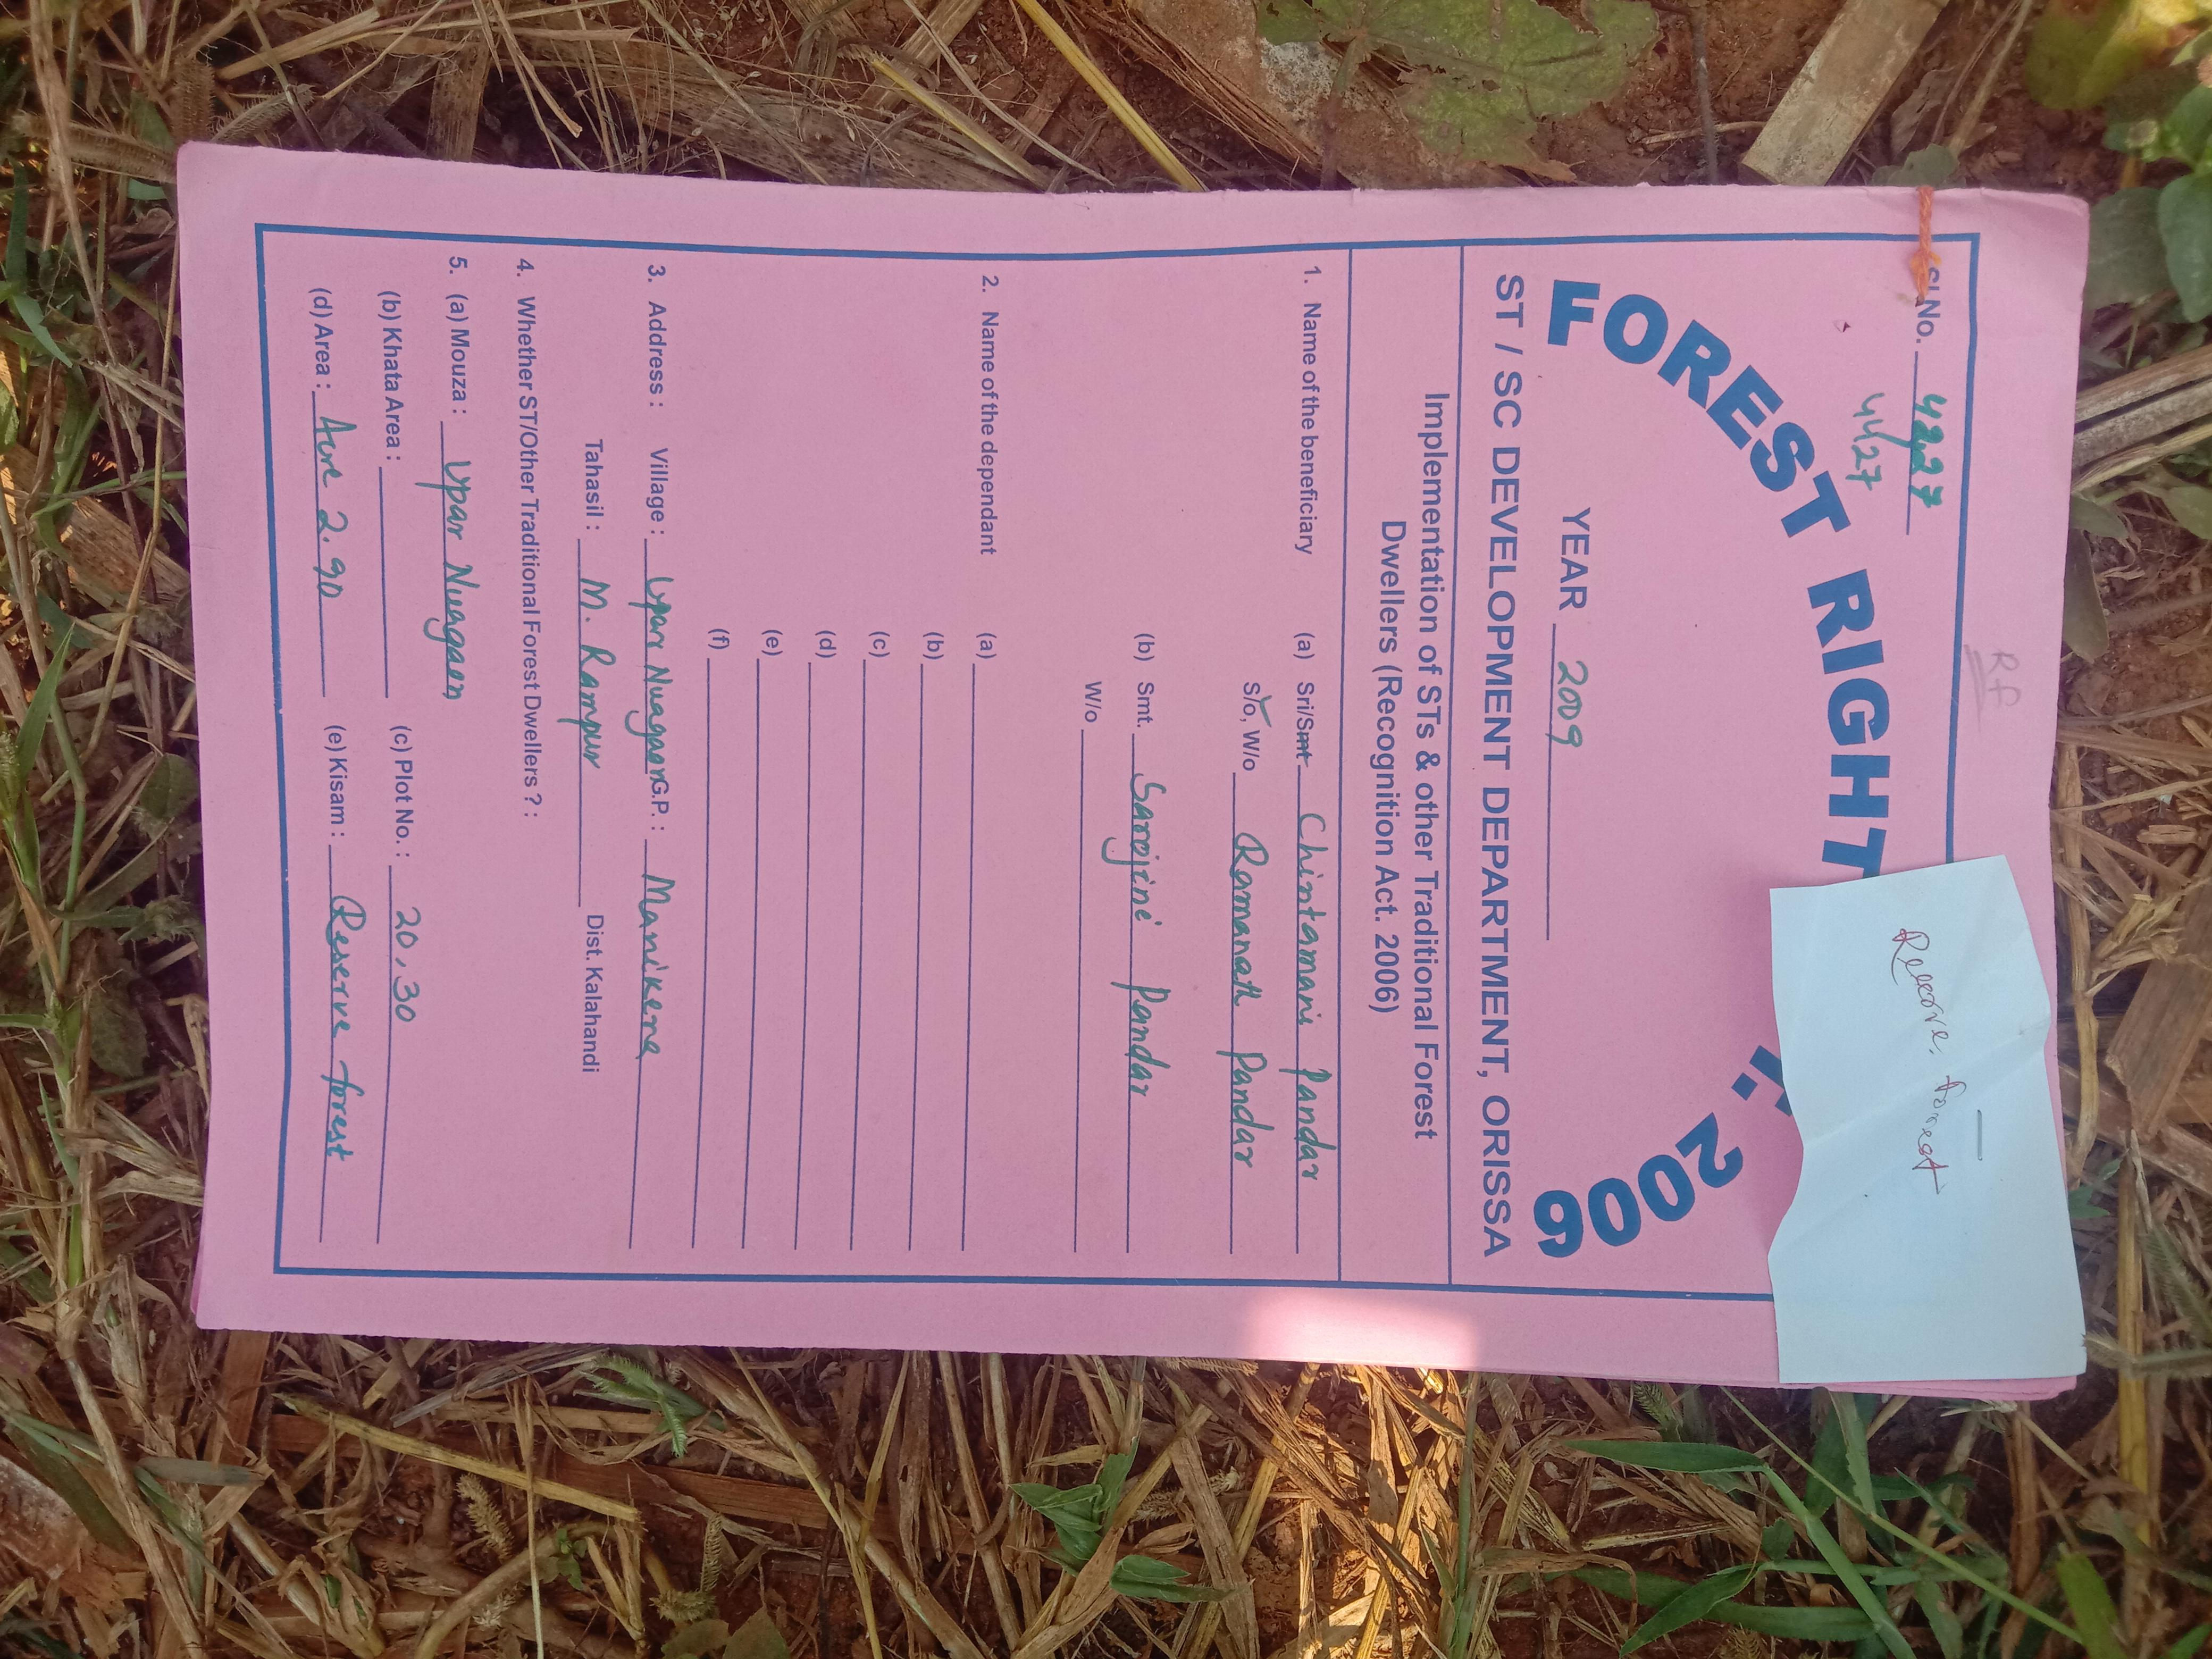 Rf
Sl No. 4227
4427
FOREST RIGHT 2006
Reserve. forest
YEAR 2009
ST / SC DEVELOPMENT DEPARTMENT, ORISSA
Implementation of STs & other Traditional Forest
Dwellers (Recognition Act. 2006)
1. Name of the beneficiary (a) Sri/Smt Chintamani Pandar
S/o, W/o Ramanath Pandar
(b) Smt. Sarojini Pandar
W/o
2. Name of the dependant (a)
(b)
(c)
(d)
(e)
(f)
3. Address : Village : Upar Nuagaon G.P. : Manikera
Tahasil : M. Rampur Dist. Kalahandi
4. Whether ST/Other Traditional Forest Dwellers ? :
5. (a) Mouza : Upar Nuagaon
(b) Khata Area : (c) Plot No. : 20, 30
(d) Area : Acre 2.90 (e) Kisam : Reserve forest